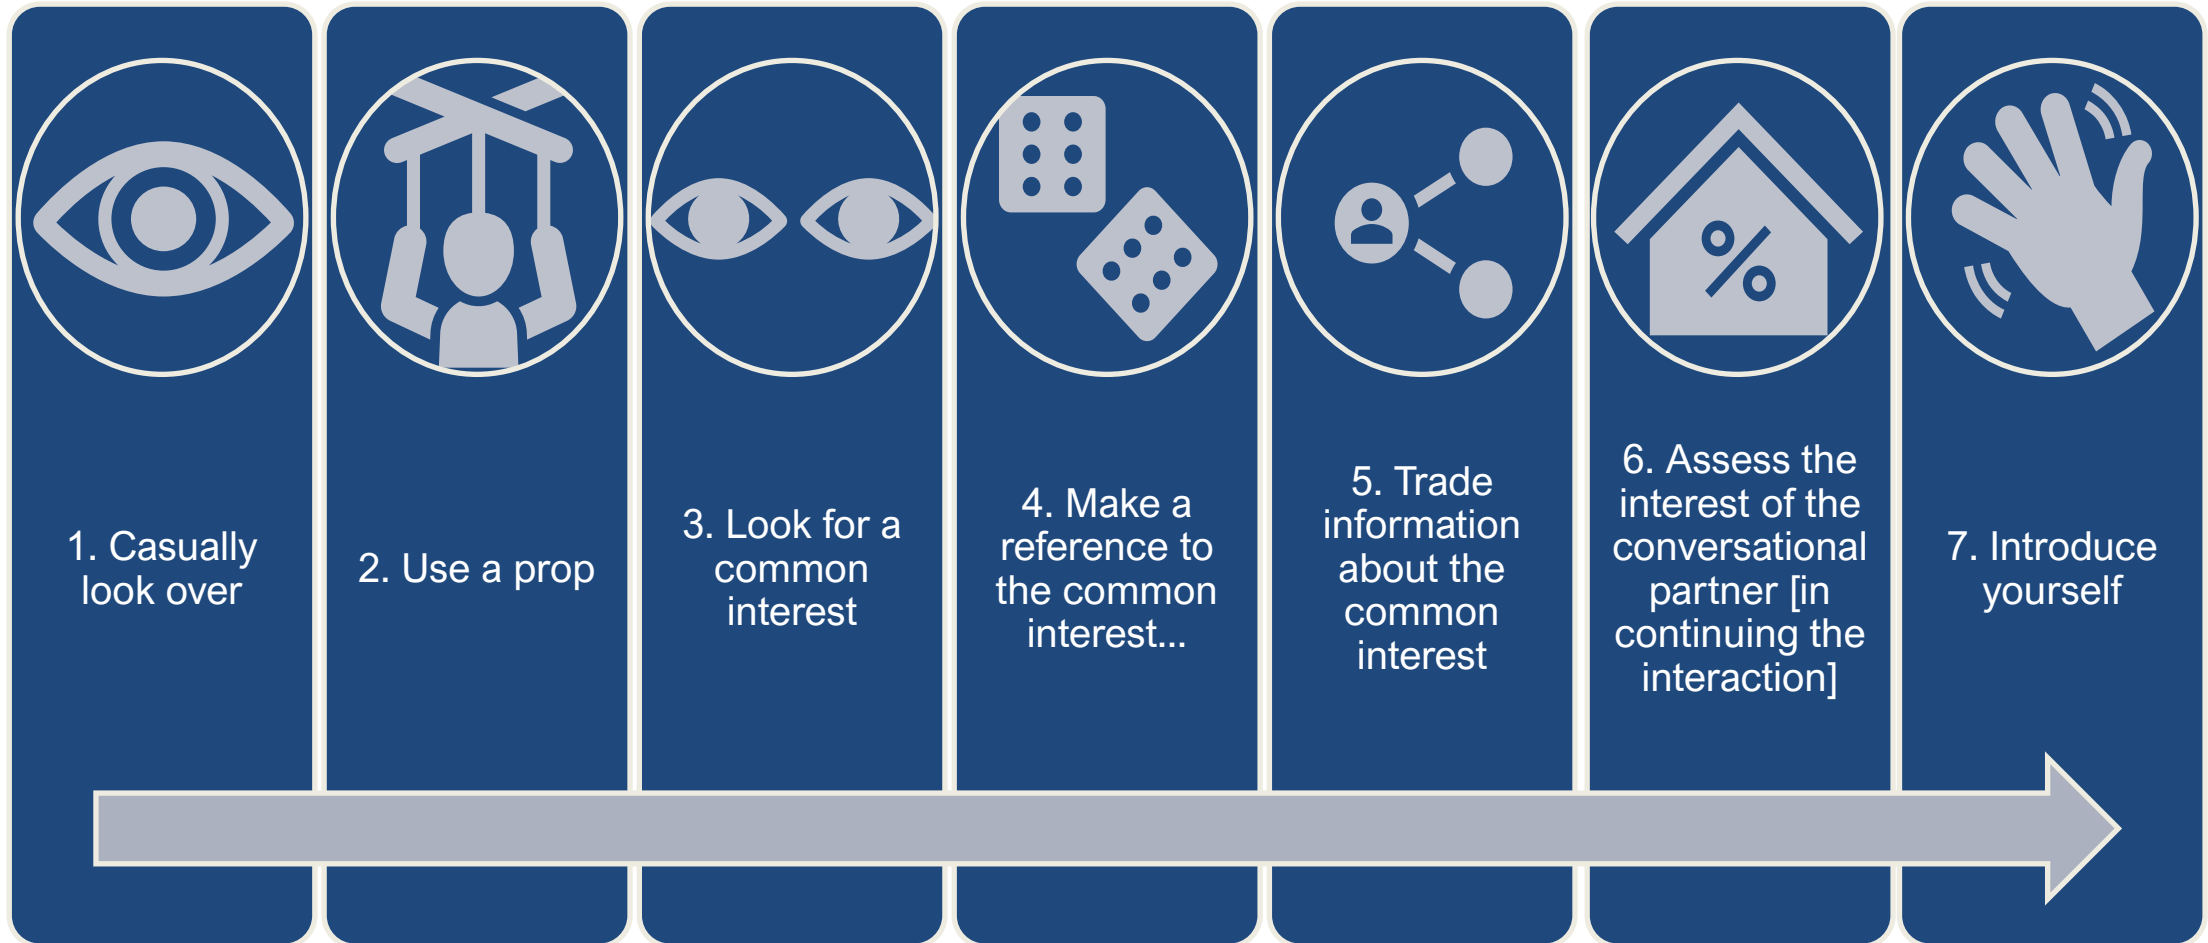 1. Casually
look over
2. Use a prop
3. Look for a
common
interest
4. Make a
reference to
the common
interest...
5. Trade
information
about the
common
interest
6. Assess the
interest of the
conversational
partner [in
continuing the
interaction]
7. Introduce
yourself